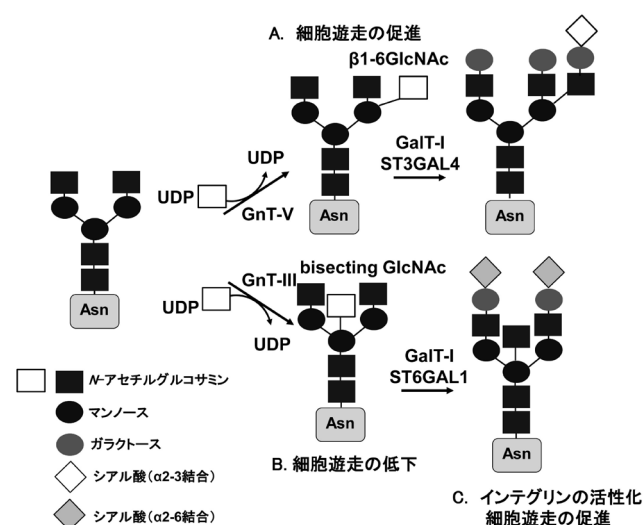 A. 細胞遊走の促進
β1-6GlcNAc
UDP
UDP
GnT-V
Asn
GalT-I
ST3GAL4
Asn
Asn
bisecting GlcNAc
GnT-III
UDP
UDP
Asn
GalT-I
ST6GAL1
Asn
B. 細胞遊走の低下
C. インテグリンの活性化
細胞遊走の促進
N-アセチルグルコサミン
マンノース
ガラクトース
シアル酸(α2-3結合)
シアル酸(α2-6結合)